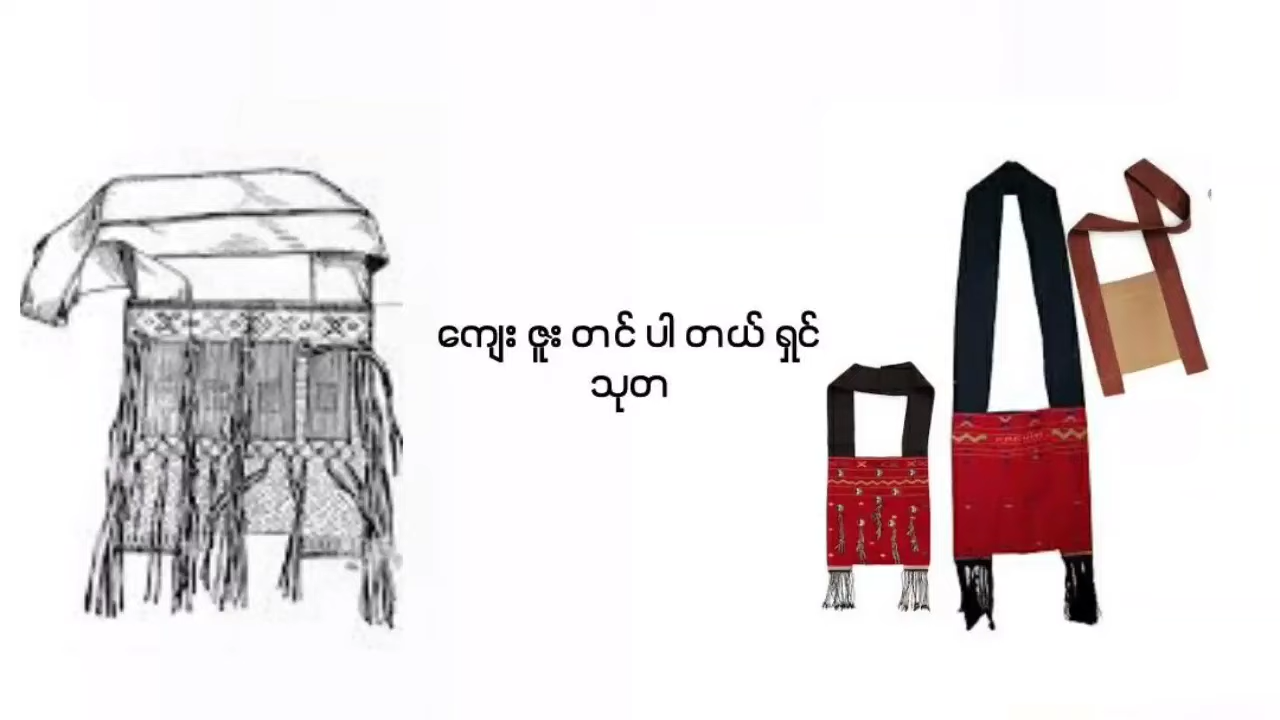 ကျေး ဇူး တင် ပါ တယ် ရှင်
သုတ